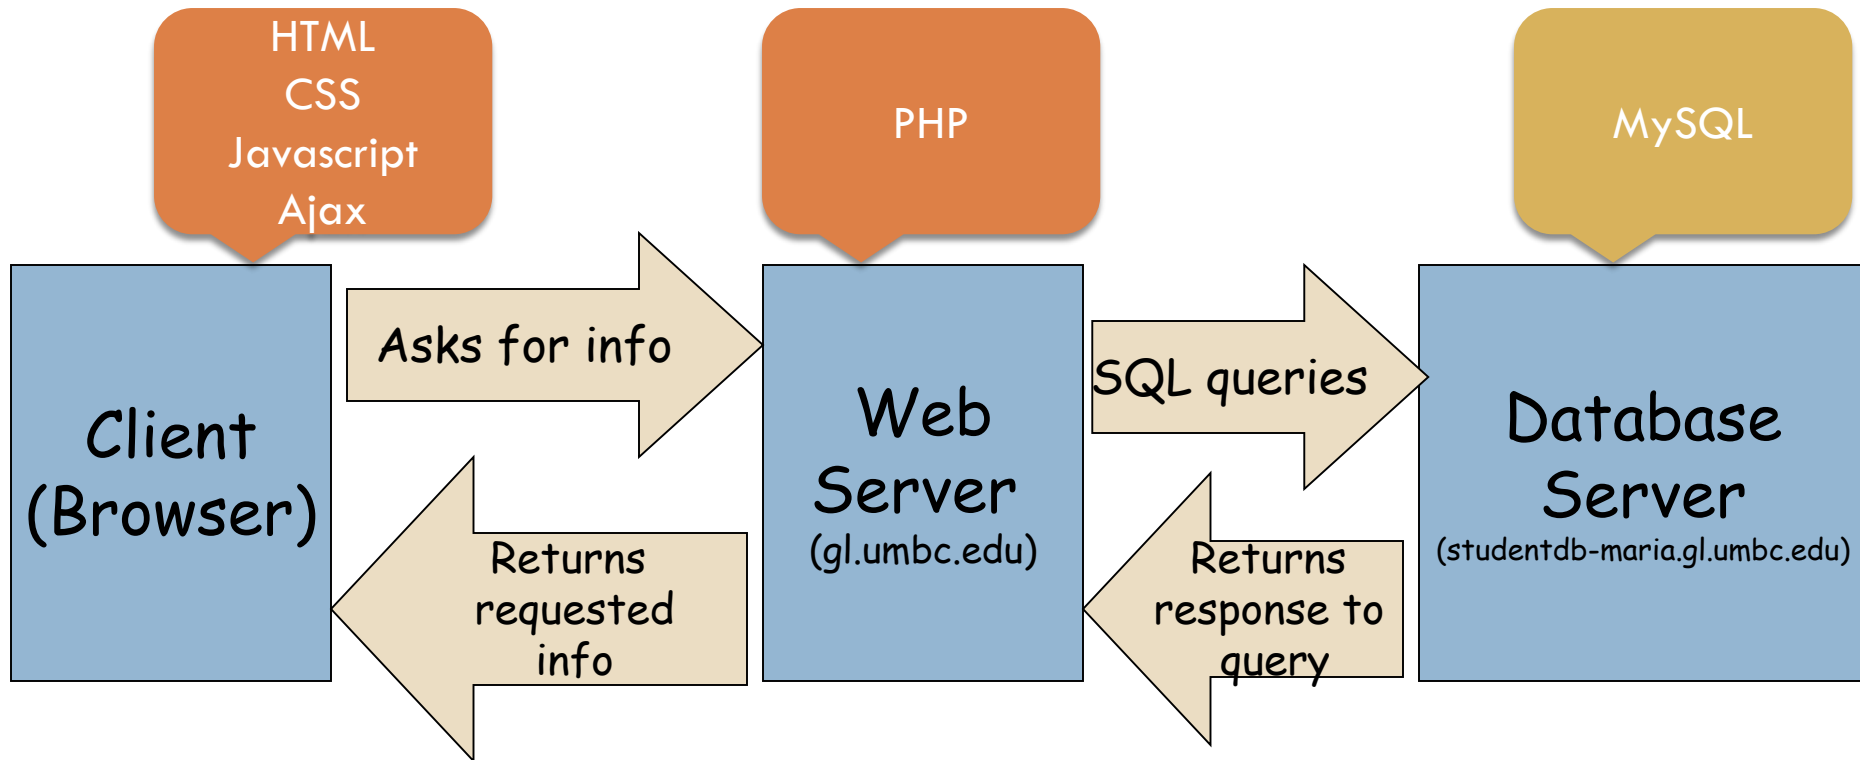 HTML
CSS
Javascript
Ajax
PHP
MySQL
Client
(Browser)
Asks for info
Returns
requested
info
Web
Server
(gl.umbc.edu)
SQL queries
Returns
response to
query
Database
Server
(studentdb-maria.gl.umbc.edu)